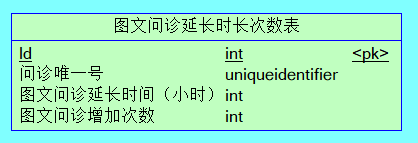 图文问诊延长时长次数表
Id int <pk>
问诊唯一号 uniqueidentifier
图文问诊延长时间（小时） int
图文问诊增加次数 int